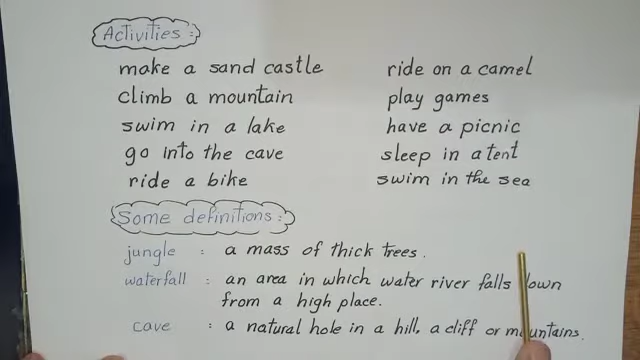 Activities :
make a sand castle
climb a mountain
swim in a lake
go into the cave
ride a bike
ride on a camel
play games
have a picnic
sleep in a tent
swim in the sea
Some definitions :
jungle : a mass of thick trees.
waterfall : an area in which water river falls down
from a high place.
cave : a natural hole in a hill, a cliff or mountains.